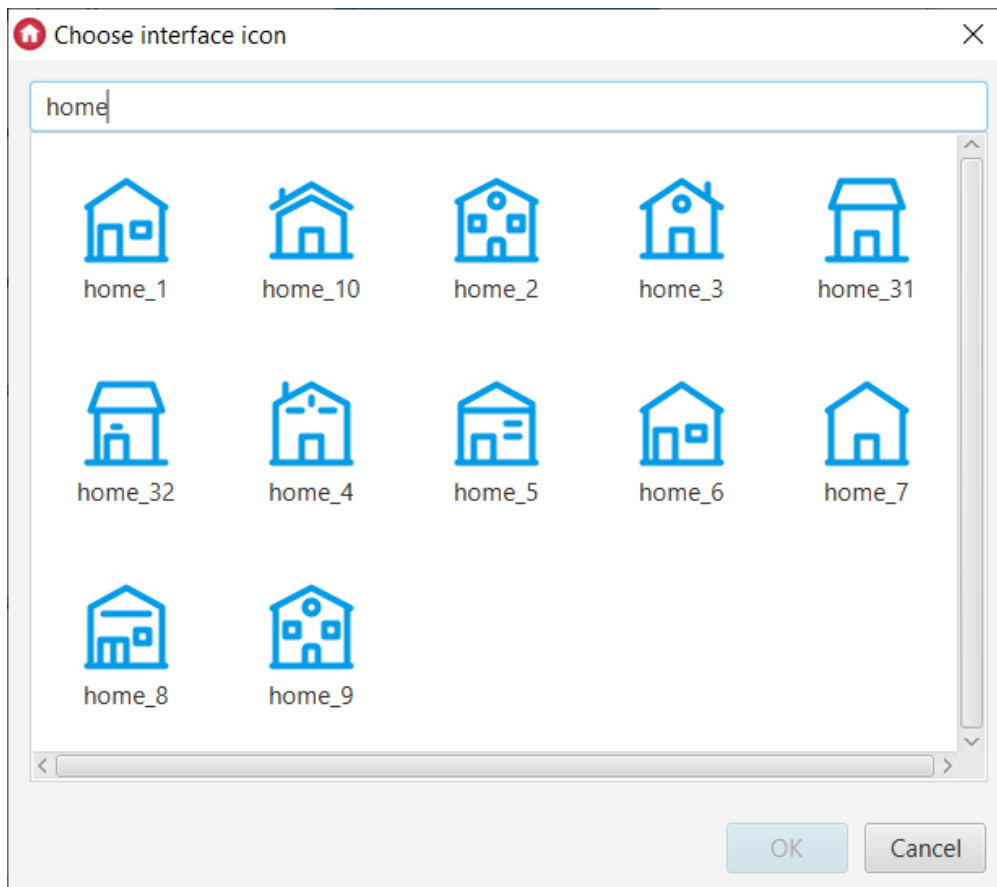 Choose interface icon
home
home_1 home_10 home_2 home_3 home_31
home_32 home_4 home_5 home_6 home_7
home_8 home_9
OK Cancel